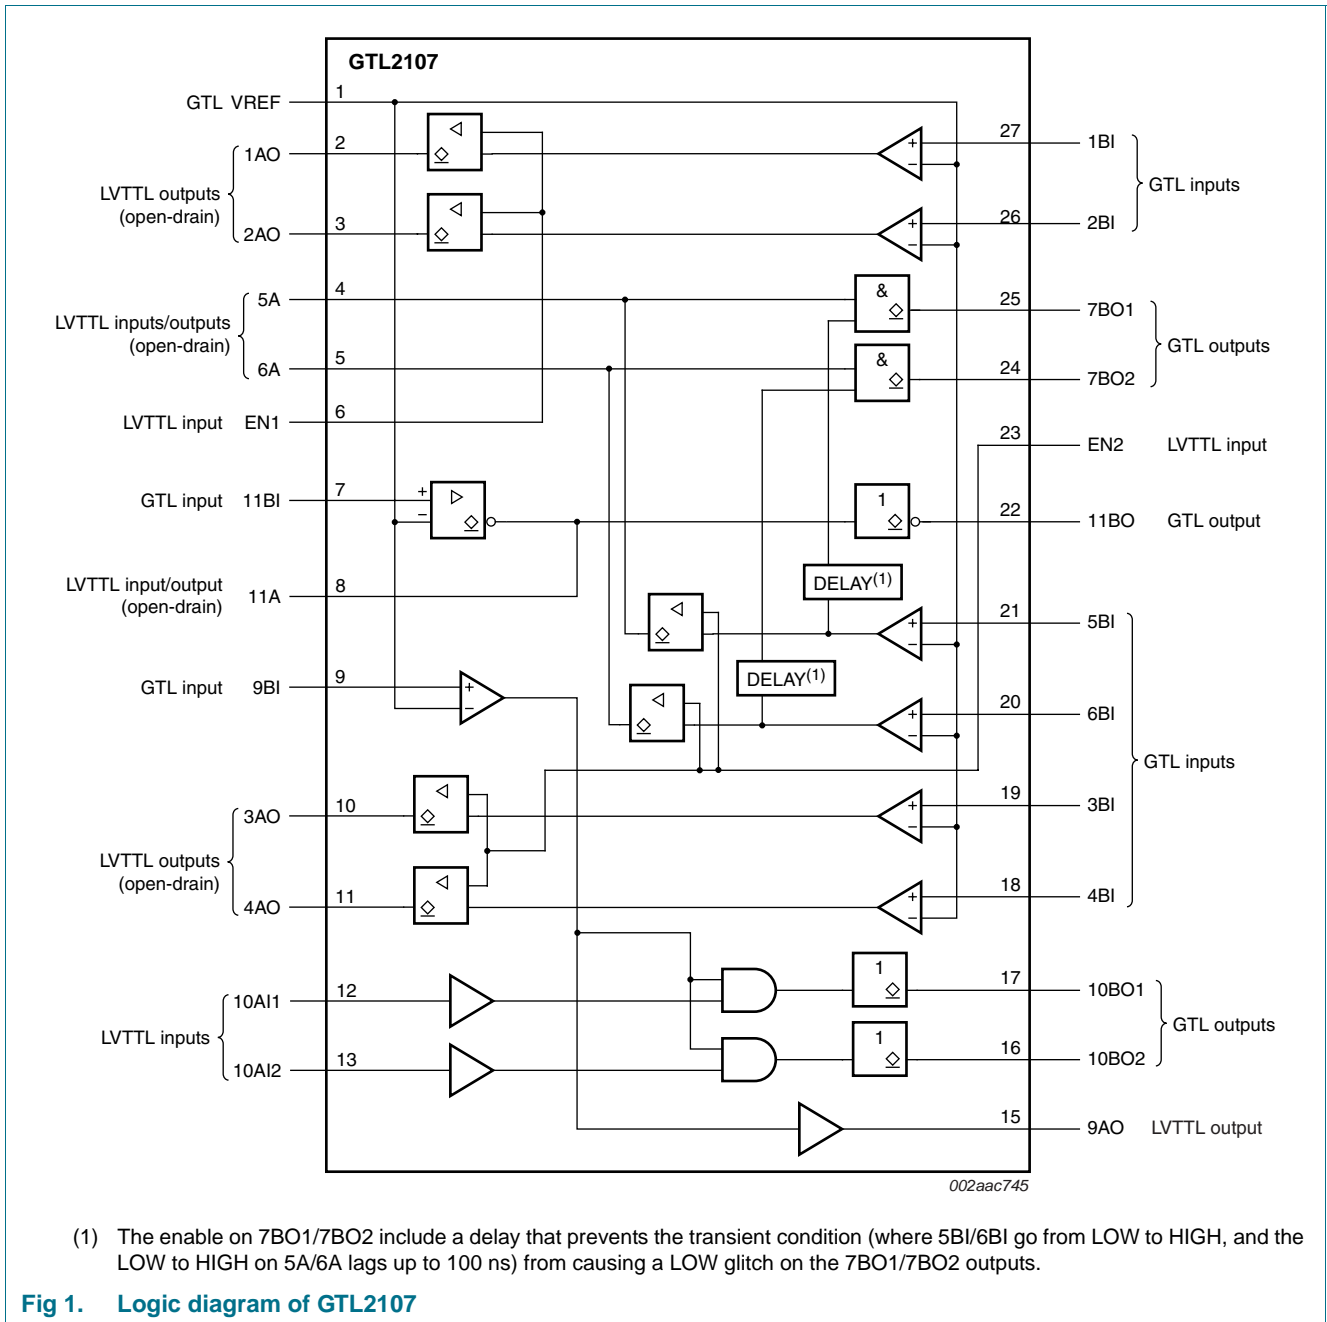 GTL2107
GTL VREF 1
1AO 2
LVTTL outputs
(open-drain)
2AO 3
5A 4
LVTTL inputs/outputs
(open-drain)
6A 5
LVTTL input EN1 6
GTL input 11BI 7
LVTTL input/output
(open-drain)
11A 8
GTL input 9BI 9
3AO 10
LVTTL outputs
(open-drain)
4AO 11
10AI1 12
LVTTL inputs
10AI2 13
27 1BI
GTL inputs
26 2BI
25 7BO1
GTL outputs
24 7BO2
23 EN2 LVTTL input
22 11BO GTL output
21 5BI
20 6BI
GTL inputs
19 3BI
18 4BI
17 10BO1
GTL outputs
16 10BO2
15 9AO LVTTL output
&
&
1
DELAY(1)
DELAY(1)
1
1
+
−
+
−
+
−
+
−
+
−
+
−
+
−
+
−
002aac745
(1) The enable on 7BO1/7BO2 include a delay that prevents the transient condition (where 5BI/6BI go from LOW to HIGH, and the
LOW to HIGH on 5A/6A lags up to 100 ns) from causing a LOW glitch on the 7BO1/7BO2 outputs.
Fig 1. Logic diagram of GTL2107